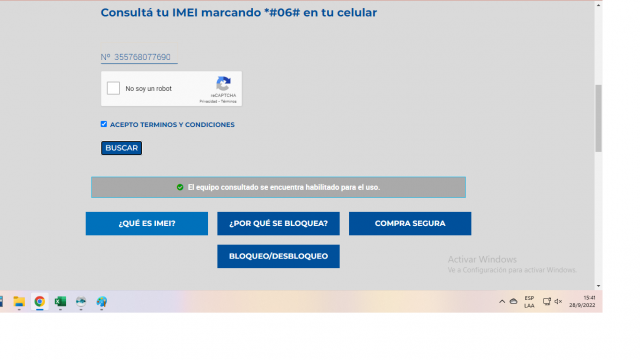 Consultá tu IMEI marcando *#06# en tu celular
Nº 355768077690
No soy un robot
reCAPTCHA
Privacidad - Términos
ACEPTO TERMINOS Y CONDICIONES
BUSCAR
El equipo consultado se encuentra habilitado para el uso.
¿QUÉ ES IMEI?
¿POR QUÉ SE BLOQUEA?
COMPRA SEGURA
BLOQUEO/DESBLOQUEO
Activar Windows
Ve a Configuración para activar Windows.
ESP
LAA
15:41
28/9/2022